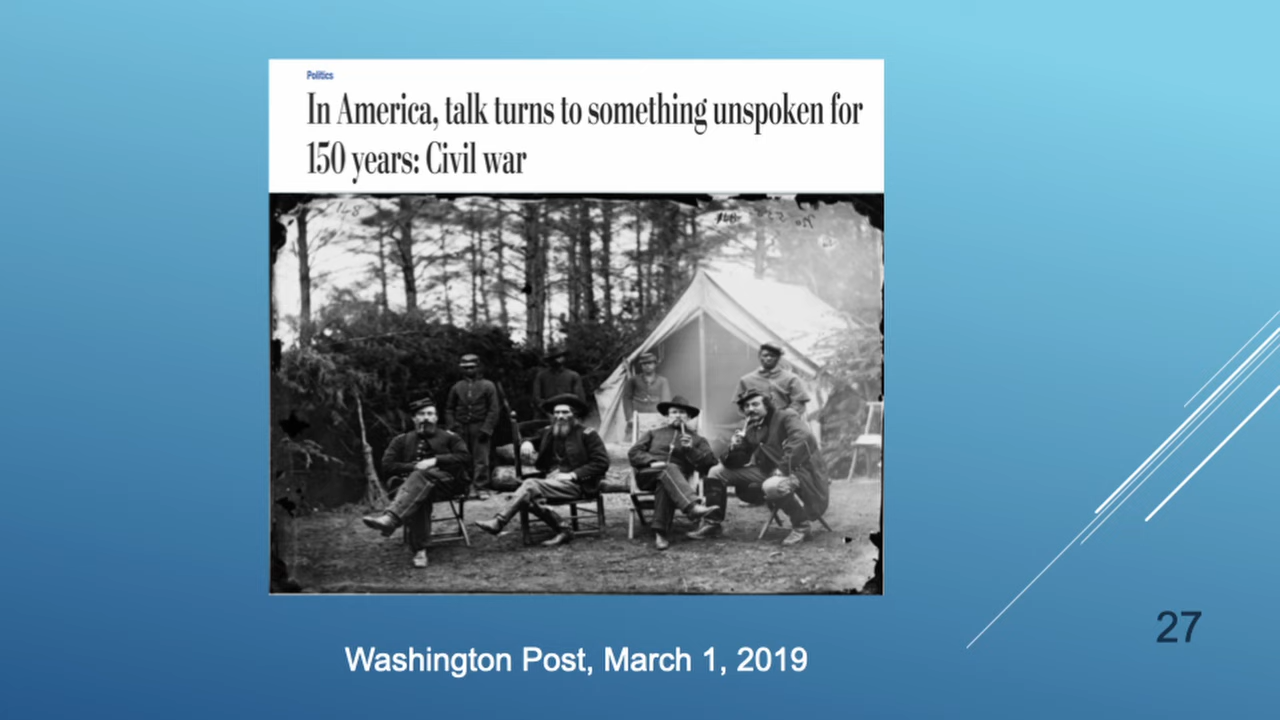 Politics
In America, talk turns to something unspoken for
150 years: Civil war
148
Washington Post, March 1, 2019
27